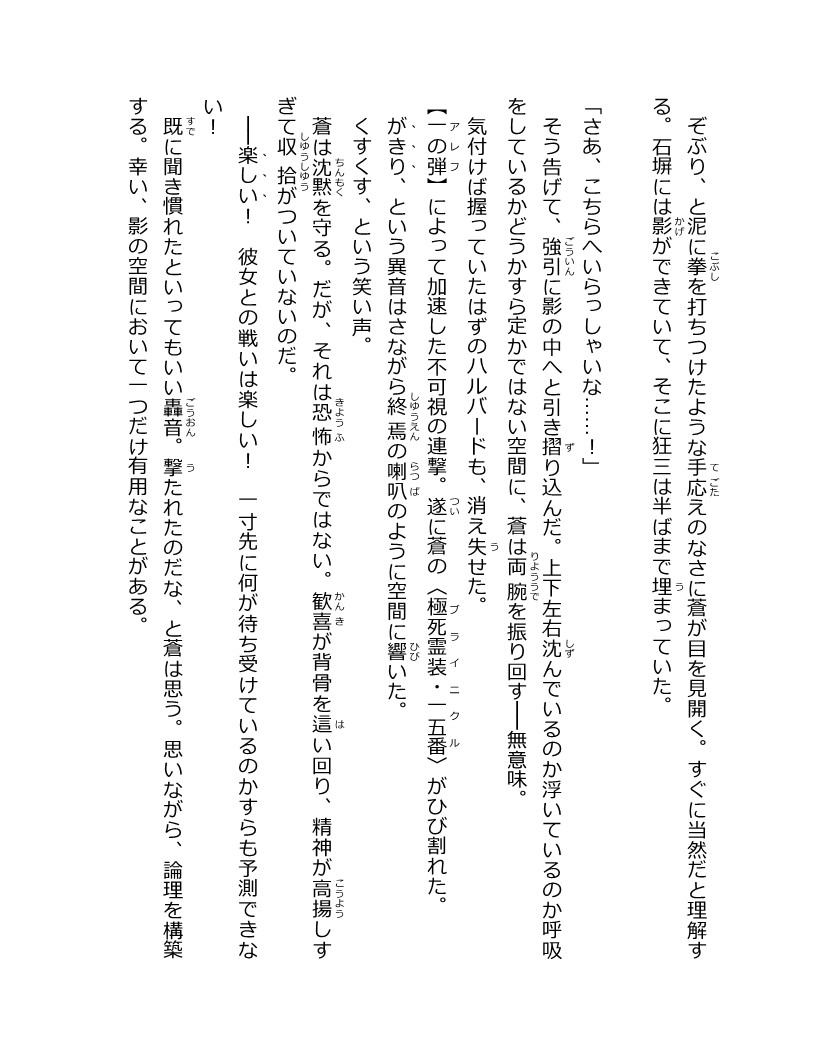 ぞぶり、と泥に拳を打ちつけたような手応えのなさに蒼が目を見開く。すぐに当然だと理解す
る。石塀には影ができていて、そこに狂三は半ばまで埋まっていた。
「さあ、こちらへいらっしゃいな……！」
そう告げて、強引に影の中へと引き摺り込んだ。上下左右沈んでいるのか浮いているのか呼吸
をしているかどうかすら定かではない空間に、蒼は両腕を振り回す――無意味。
気付けば握っていたはずのハルバードも、消え失せた。
【一の弾】によって加速した不可視の連撃。遂に蒼の〈極死霊装・一五番〉がひび割れた。
がきり、という異音はさながら終焉の喇叭のように空間に響いた。
くすくす、という笑い声。
蒼は沈黙を守る。だが、それは恐怖からではない。歓喜が背骨を這い回り、精神が高揚しす
ぎて収拾がついていないのだ。
――楽しい！　彼女との戦いは楽しい！　一寸先に何が待ち受けているのかすらも予測できな
い！
既に聞き慣れたといってもいい轟音。撃たれたのだな、と蒼は思う。思いながら、論理を構築
する。幸い、影の空間において一つだけ有用なことがある。